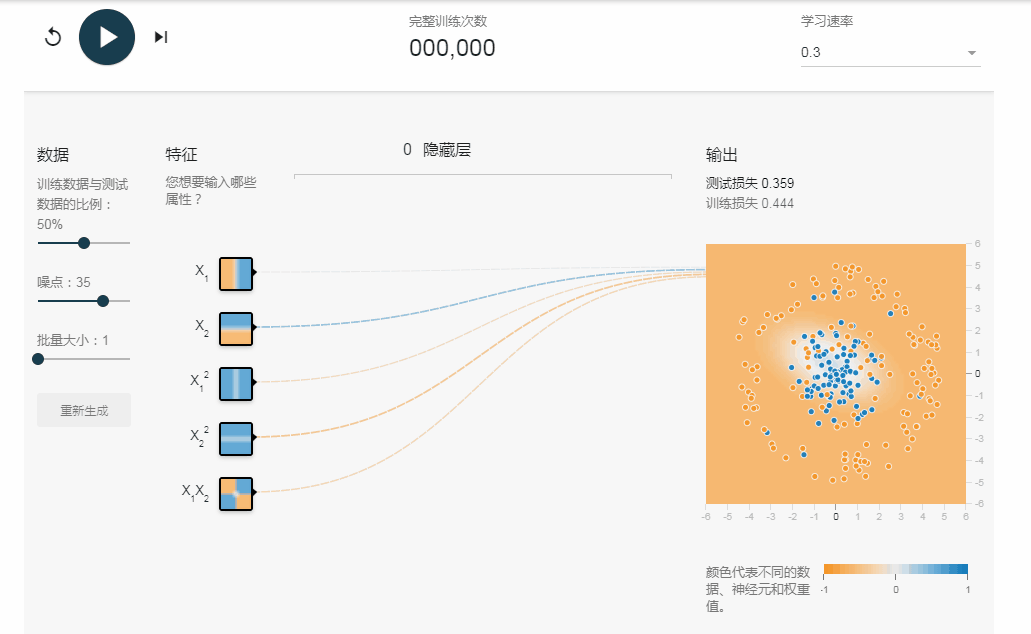 完整训练次数
000,000
学习速率
0.3
数据
训练数据与测试
数据的比例：
50%
噪点：35
批量大小：1
重新生成
特征
您想要输入哪些
属性？
X1
X2
X1²
X2²
X1X2
0 隐藏层
输出
测试损失 0.359
训练损失 0.444
6
5
4
3
2
1
0
-1
-2
-3
-4
-5
-6
-6 -5 -4 -3 -2 -1 0 1 2 3 4 5 6
颜色代表不同的数
据、神经元和权重
值。
-1 0 1